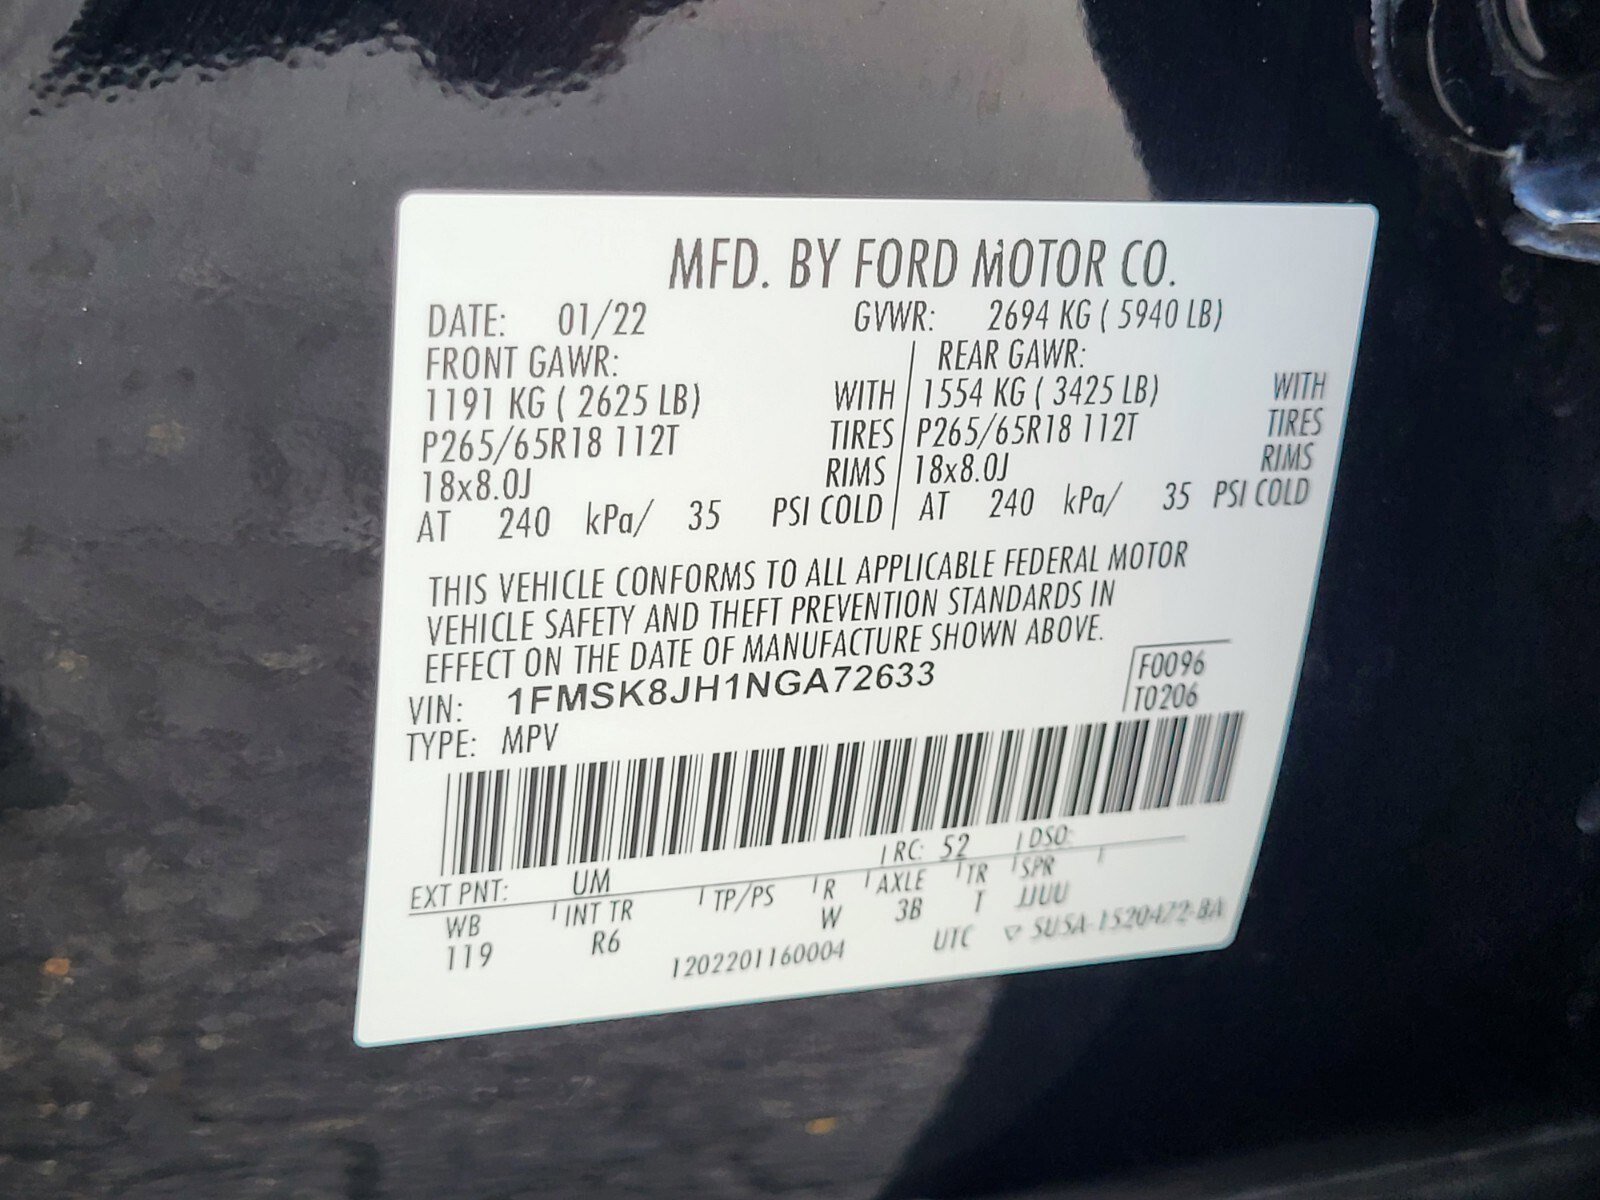 MFD. BY FORD MOTOR CO.
DATE: 01/22 GVWR: 2694 KG ( 5940 LB)
FRONT GAWR: REAR GAWR:
1191 KG ( 2625 LB) WITH 1554 KG ( 3425 LB) WITH
P265/65R18 112T TIRES P265/65R18 112T TIRES
18x8.0J RIMS 18x8.0J RIMS
AT 240 kPa/ 35 PSI COLD AT 240 kPa/ 35 PSI COLD
THIS VEHICLE CONFORMS TO ALL APPLICABLE FEDERAL MOTOR
VEHICLE SAFETY AND THEFT PREVENTION STANDARDS IN
EFFECT ON THE DATE OF MANUFACTURE SHOWN ABOVE.
VIN: 1FMSK8JH1NGA72633 F0096
TYPE: MPV T0206
EXT PNT: UM RC: 52 DSO:
WB INT TR TP/PS R AXLE TR SPR
119 R6 W 3B T JJUU
1202201160004 UTC ▽ SU5A-1520472-BA